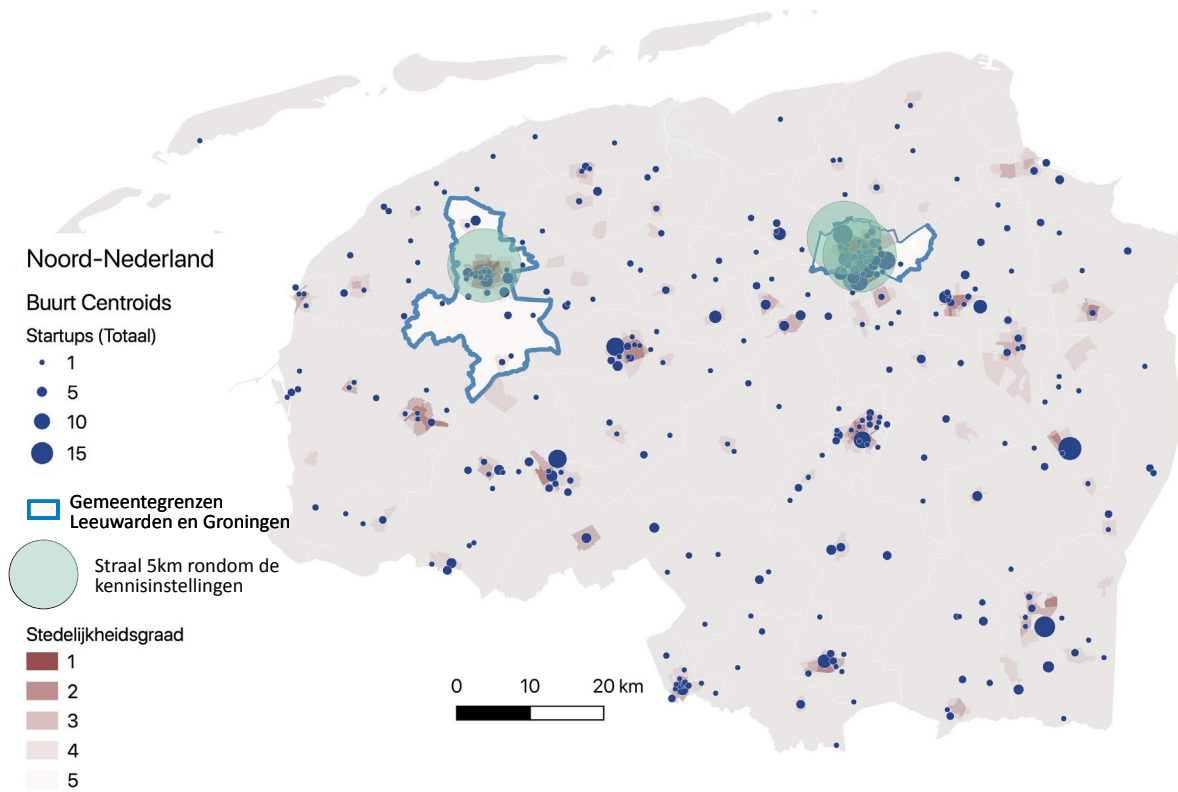 Noord-Nederland
Buurt Centroids
Startups (Totaal)
1
5
10
15
Gemeentegrenzen
Leeuwarden en Groningen
Straal 5km rondom de
kennisinstellingen
Stedelijkheidsgraad
1
2
3
4
5
0 10 20 km